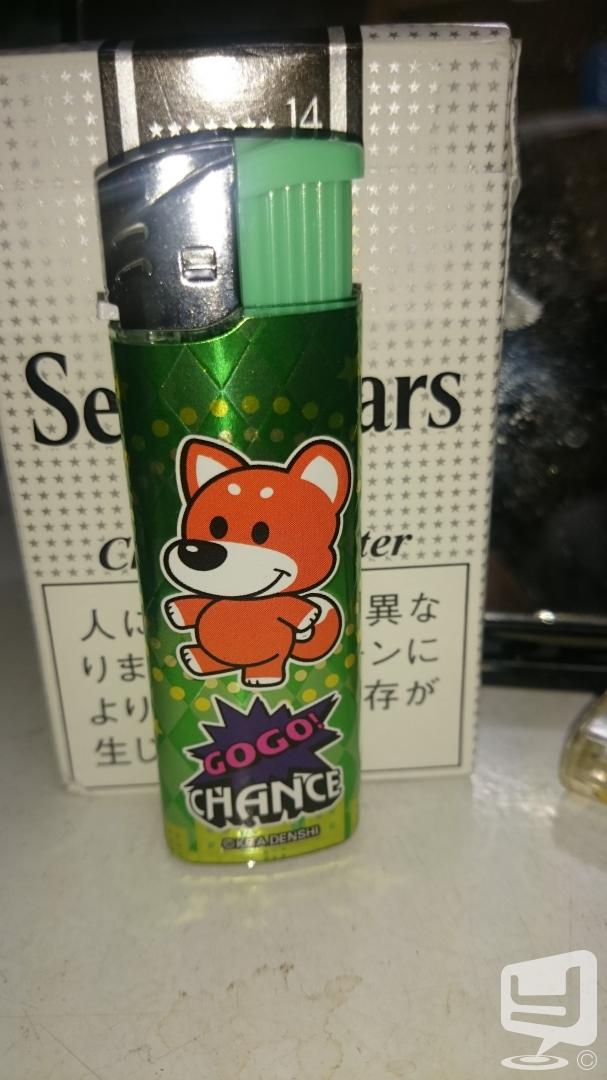 14
Se ars
C ter
人に 異な
りま ンに
より 存が
生じ
GOGO!
CHANCE
©KITA DENSHI
y ©